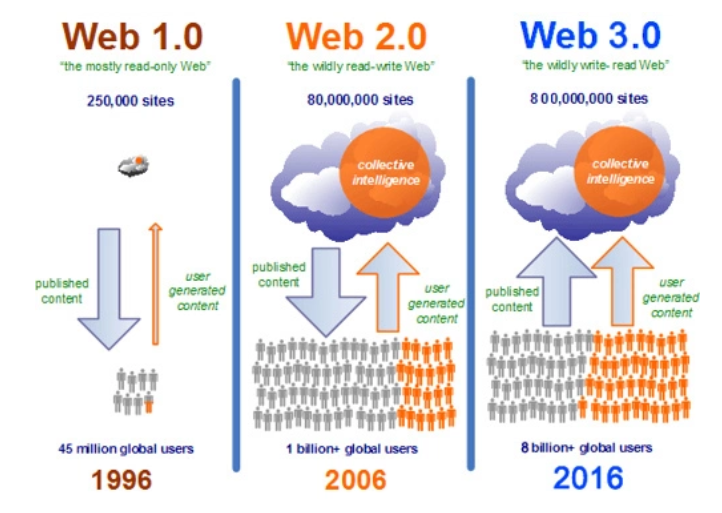 Web 1.0
"the mostly read-only Web"
250,000 sites
published
content
user
generated
content
45 million global users
1996
Web 2.0
"the wildly read-write Web"
80,000,000 sites
collective
intelligence
published
content
user
generated
content
1 billion+ global users
2006
Web 3.0
"the wildly write- read Web"
800,000,000 sites
collective
intelligence
published
content
user
generated
content
8 billion+ global users
2016